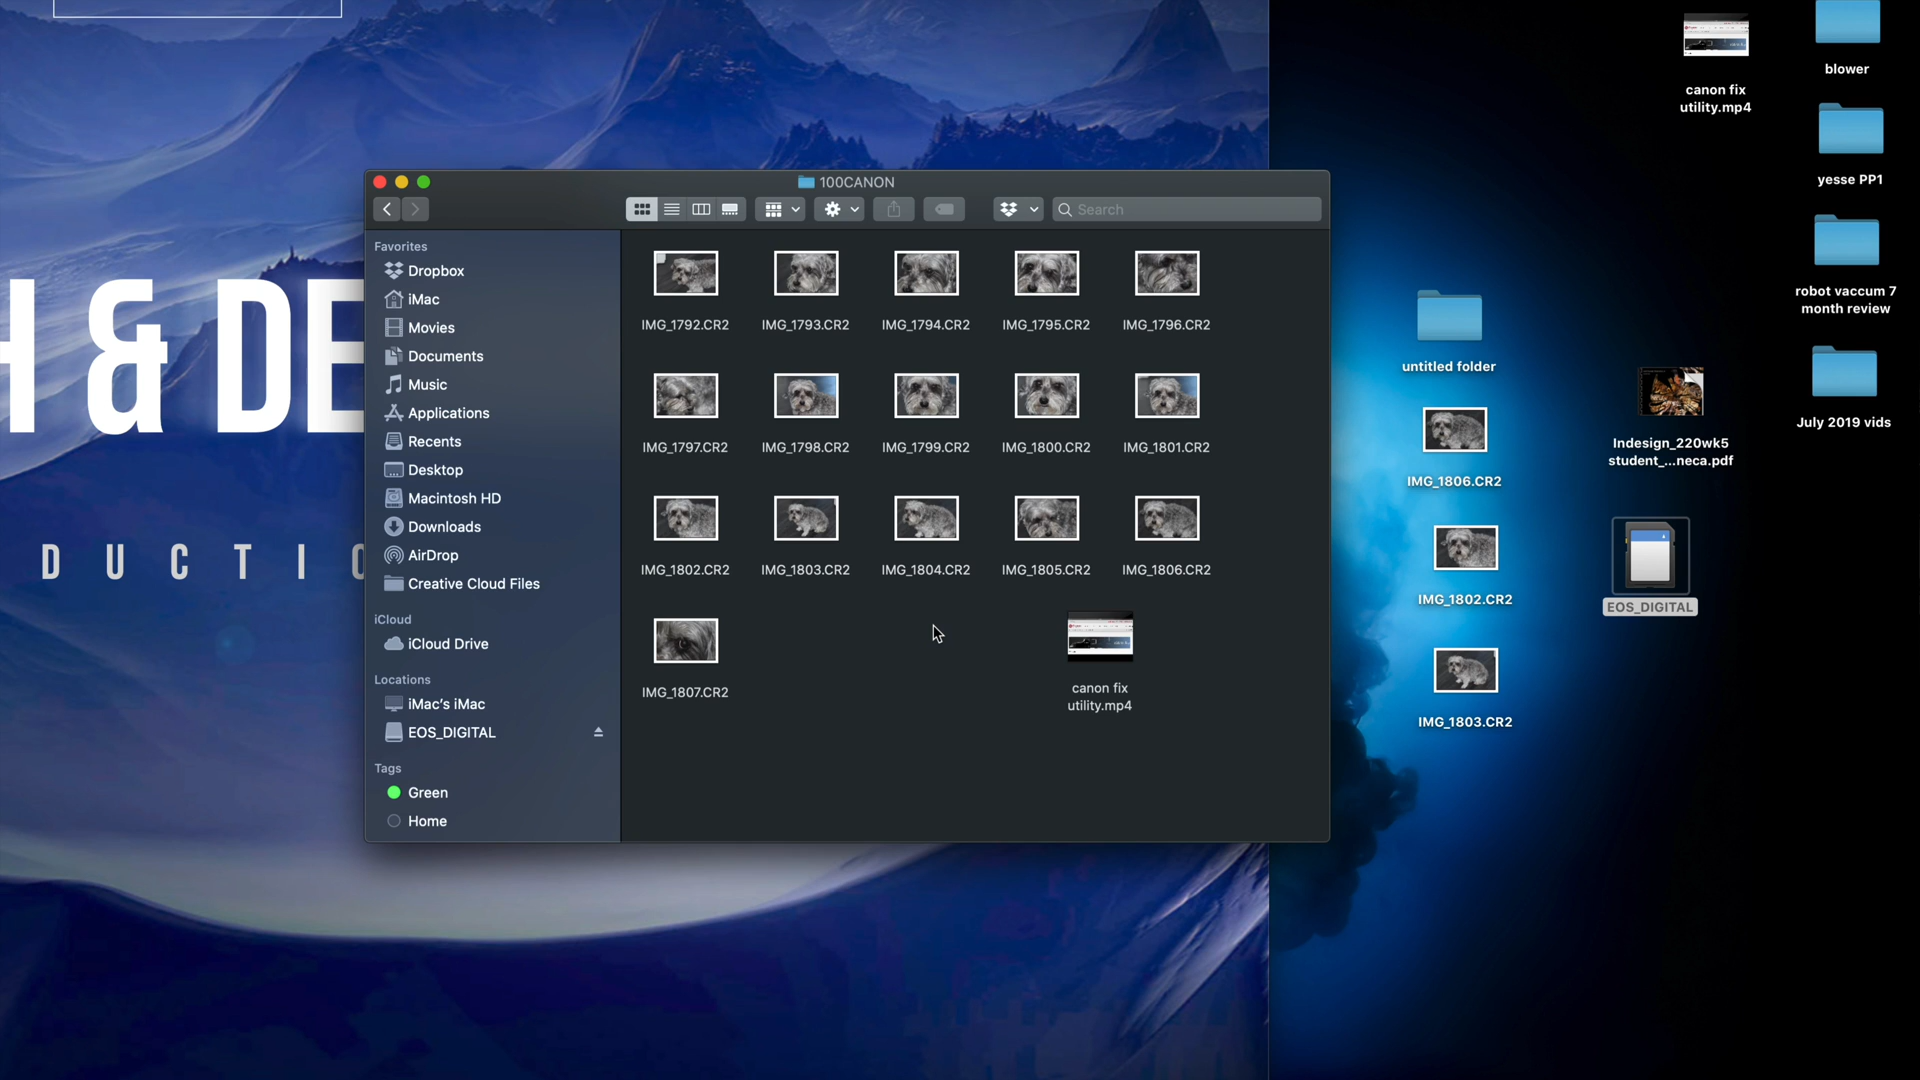 H & DE
DUCTIO
100CANON
Search
Favorites
Dropbox
iMac
Movies
Documents
Music
Applications
Recents
Desktop
Macintosh HD
Downloads
AirDrop
Creative Cloud Files
iCloud
iCloud Drive
Locations
iMac's iMac
EOS_DIGITAL
Tags
Green
Home
IMG_1792.CR2
IMG_1793.CR2
IMG_1794.CR2
IMG_1795.CR2
IMG_1796.CR2
IMG_1797.CR2
IMG_1798.CR2
IMG_1799.CR2
IMG_1800.CR2
IMG_1801.CR2
IMG_1802.CR2
IMG_1803.CR2
IMG_1804.CR2
IMG_1805.CR2
IMG_1806.CR2
IMG_1807.CR2
canon fix
utility.mp4
canon fix
utility.mp4
blower
yesse PP1
robot vaccum 7
month review
July 2019 vids
untitled folder
IMG_1806.CR2
IMG_1802.CR2
IMG_1803.CR2
Indesign_220wk5
student_...neca.pdf
EOS_DIGITAL